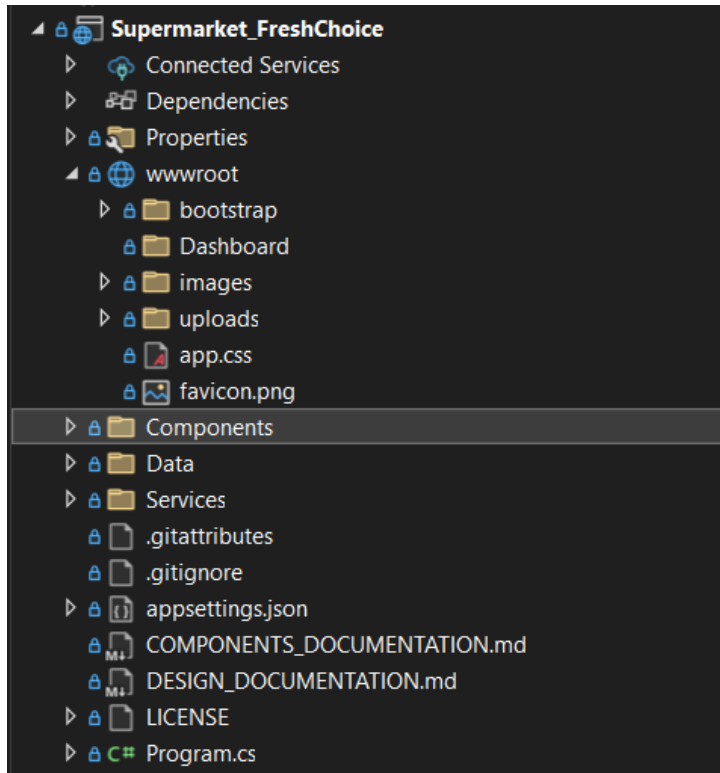 Supermarket_FreshChoice
Connected Services
Dependencies
Properties
wwwroot
bootstrap
Dashboard
images
uploads
app.css
favicon.png
Components
Data
Services
.gitattributes
.gitignore
appsettings.json
COMPONENTS_DOCUMENTATION.md
DESIGN_DOCUMENTATION.md
LICENSE
C# Program.cs